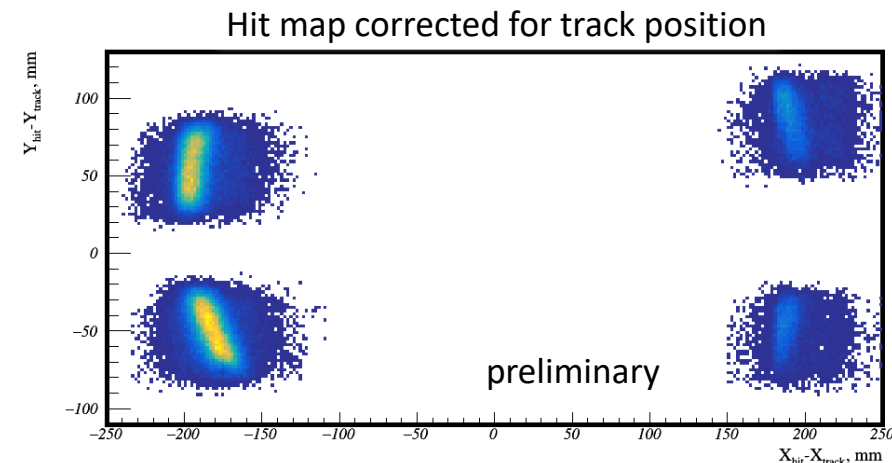 Hit map corrected for track position
Y_hit-Y_track, mm
100
50
0
−50
−100
preliminary
−250 −200 −150 −100 −50 0 50 100 150 200 250
X_hit-X_track, mm